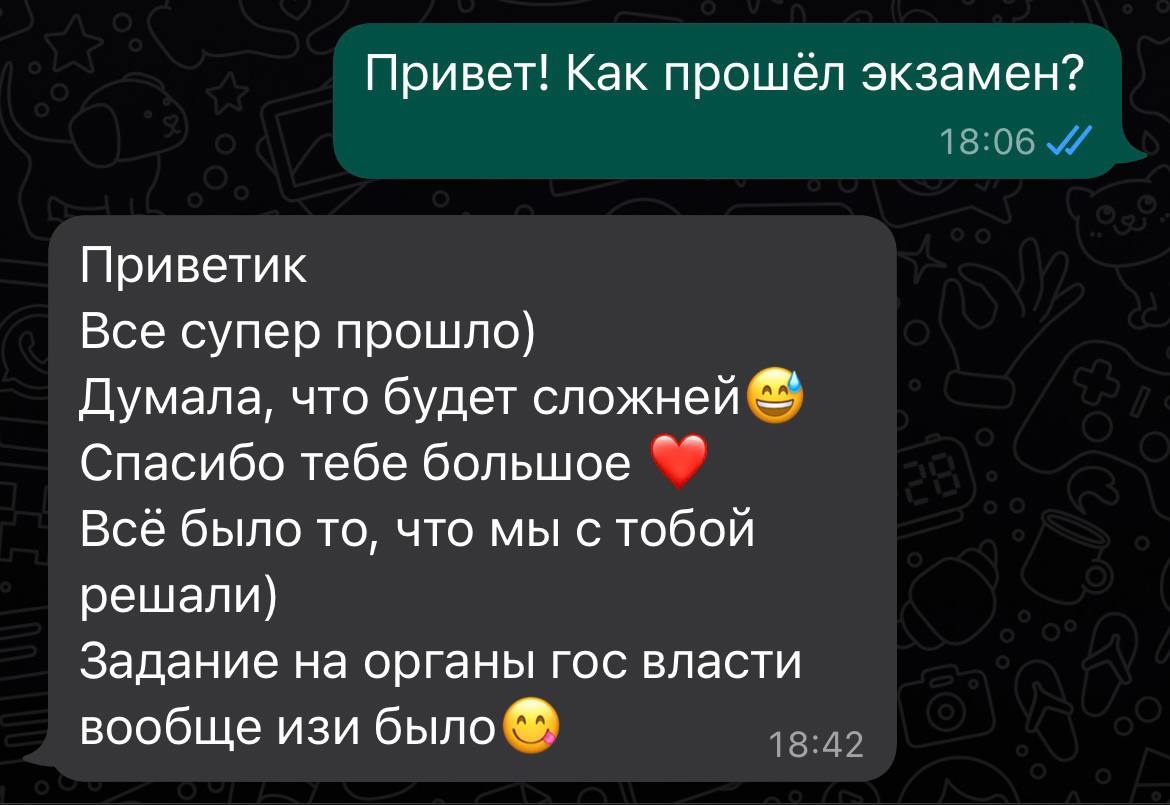 Привет! Как прошёл экзамен?
18:06
Приветик
Все супер прошло)
Думала, что будет сложней😅
Спасибо тебе большое ❤️
Всё было то, что мы с тобой
решали)
Задание на органы гос власти
вообще изи было😋
18:42